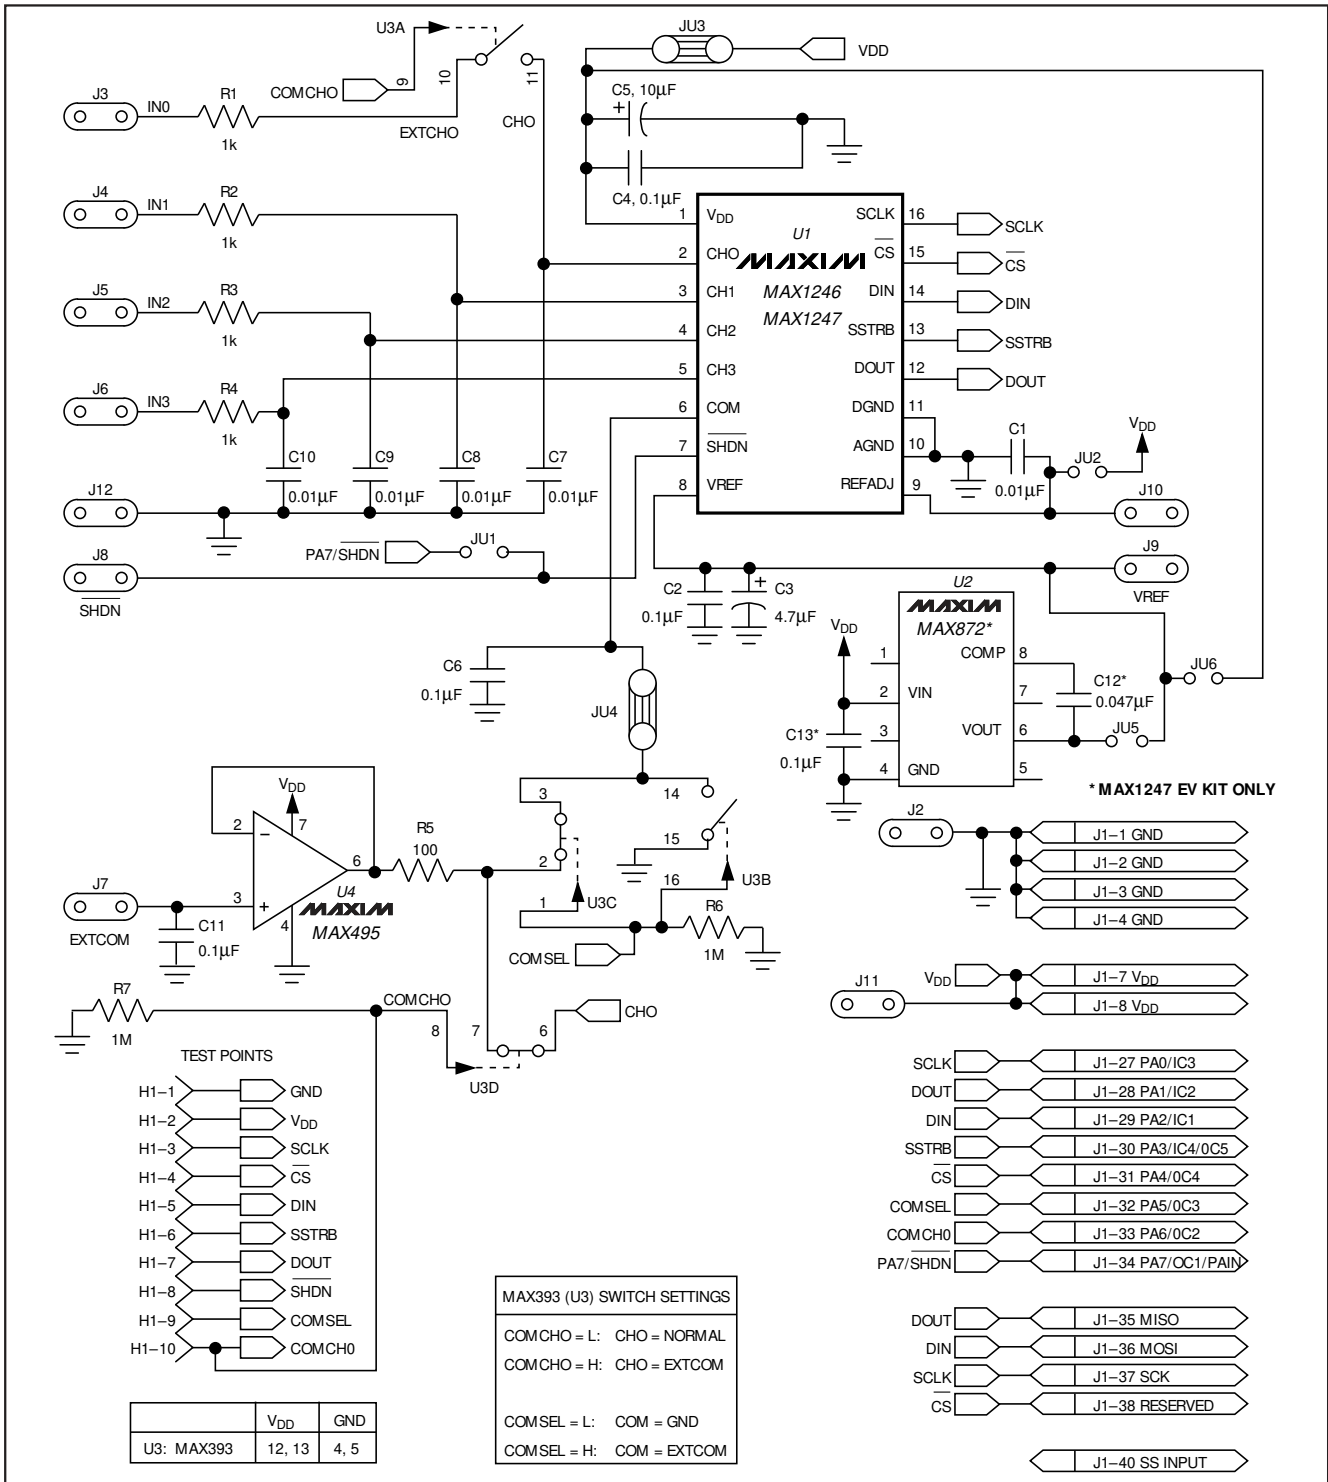 U3A
COMCHO
9
10
11
EXTCHO
CHO
J3
IN0
R1
1k
J4
IN1
R2
1k
J5
IN2
R3
1k
J6
IN3
R4
1k
C10
0.01µF
C9
0.01µF
C8
0.01µF
C7
0.01µF
J12
J8
SHDN
PA7/SHDN
JU1
JU3
VDD
C5, 10µF
+
C4, 0.1µF
U1
MAXIM
MAX1246
MAX1247
1 VDD
2 CHO
3 CH1
4 CH2
5 CH3
6 COM
7 SHDN
8 VREF
SCLK 16 SCLK
CS 15 CS
DIN 14 DIN
SSTRB 13 SSTRB
DOUT 12 DOUT
DGND 11
AGND 10
REFADJ 9
C1
0.01µF
JU2
VDD
J10
J9
VREF
C2
0.1µF
+
C3
4.7µF
U2
MAXIM
MAX872*
1
2 VIN
3
4 GND
COMP 8
7
VOUT 6
5
VDD
C13*
0.1µF
C12*
0.047µF
JU5
JU6
* MAX1247 EV KIT ONLY
C6
0.1µF
JU4
3
2
1
14
15
16
U3C
U3B
COMSEL
R6
1M
VDD
2
−
7
6
3
+
4
U4
MAXIM
MAX495
R5
100
J7
EXTCOM
C11
0.1µF
R7
1M
COMCHO
8
7
6
CHO
U3D
TEST POINTS
H1−1 GND
H1−2 VDD
H1−3 SCLK
H1−4 CS
H1−5 DIN
H1−6 SSTRB
H1−7 DOUT
H1−8 SHDN
H1−9 COMSEL
H1−10 COMCH0
VDD GND
U3: MAX393 12, 13 4, 5
MAX393 (U3) SWITCH SETTINGS
COMCHO = L: CHO = NORMAL
COMCHO = H: CHO = EXTCOM
COMSEL = L: COM = GND
COMSEL = H: COM = EXTCOM
J2
J1−1 GND
J1−2 GND
J1−3 GND
J1−4 GND
J11
VDD J1−7 VDD
J1−8 VDD
SCLK J1−27 PA0/IC3
DOUT J1−28 PA1/IC2
DIN J1−29 PA2/IC1
SSTRB J1−30 PA3/IC4/0C5
CS J1−31 PA4/0C4
COMSEL J1−32 PA5/0C3
COMCH0 J1−33 PA6/0C2
PA7/SHDN J1−34 PA7/OC1/PAIN
DOUT J1−35 MISO
DIN J1−36 MOSI
SCLK J1−37 SCK
CS J1−38 RESERVED
J1−40 SS INPUT